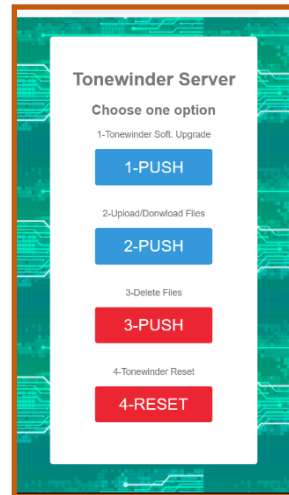 Tonewinder Server
Choose one option
1-Tonewinder Soft. Upgrade
1-PUSH
2-Upload/Donwload Files
2-PUSH
3-Delete Files
3-PUSH
4-Tonewinder Reset
4-RESET